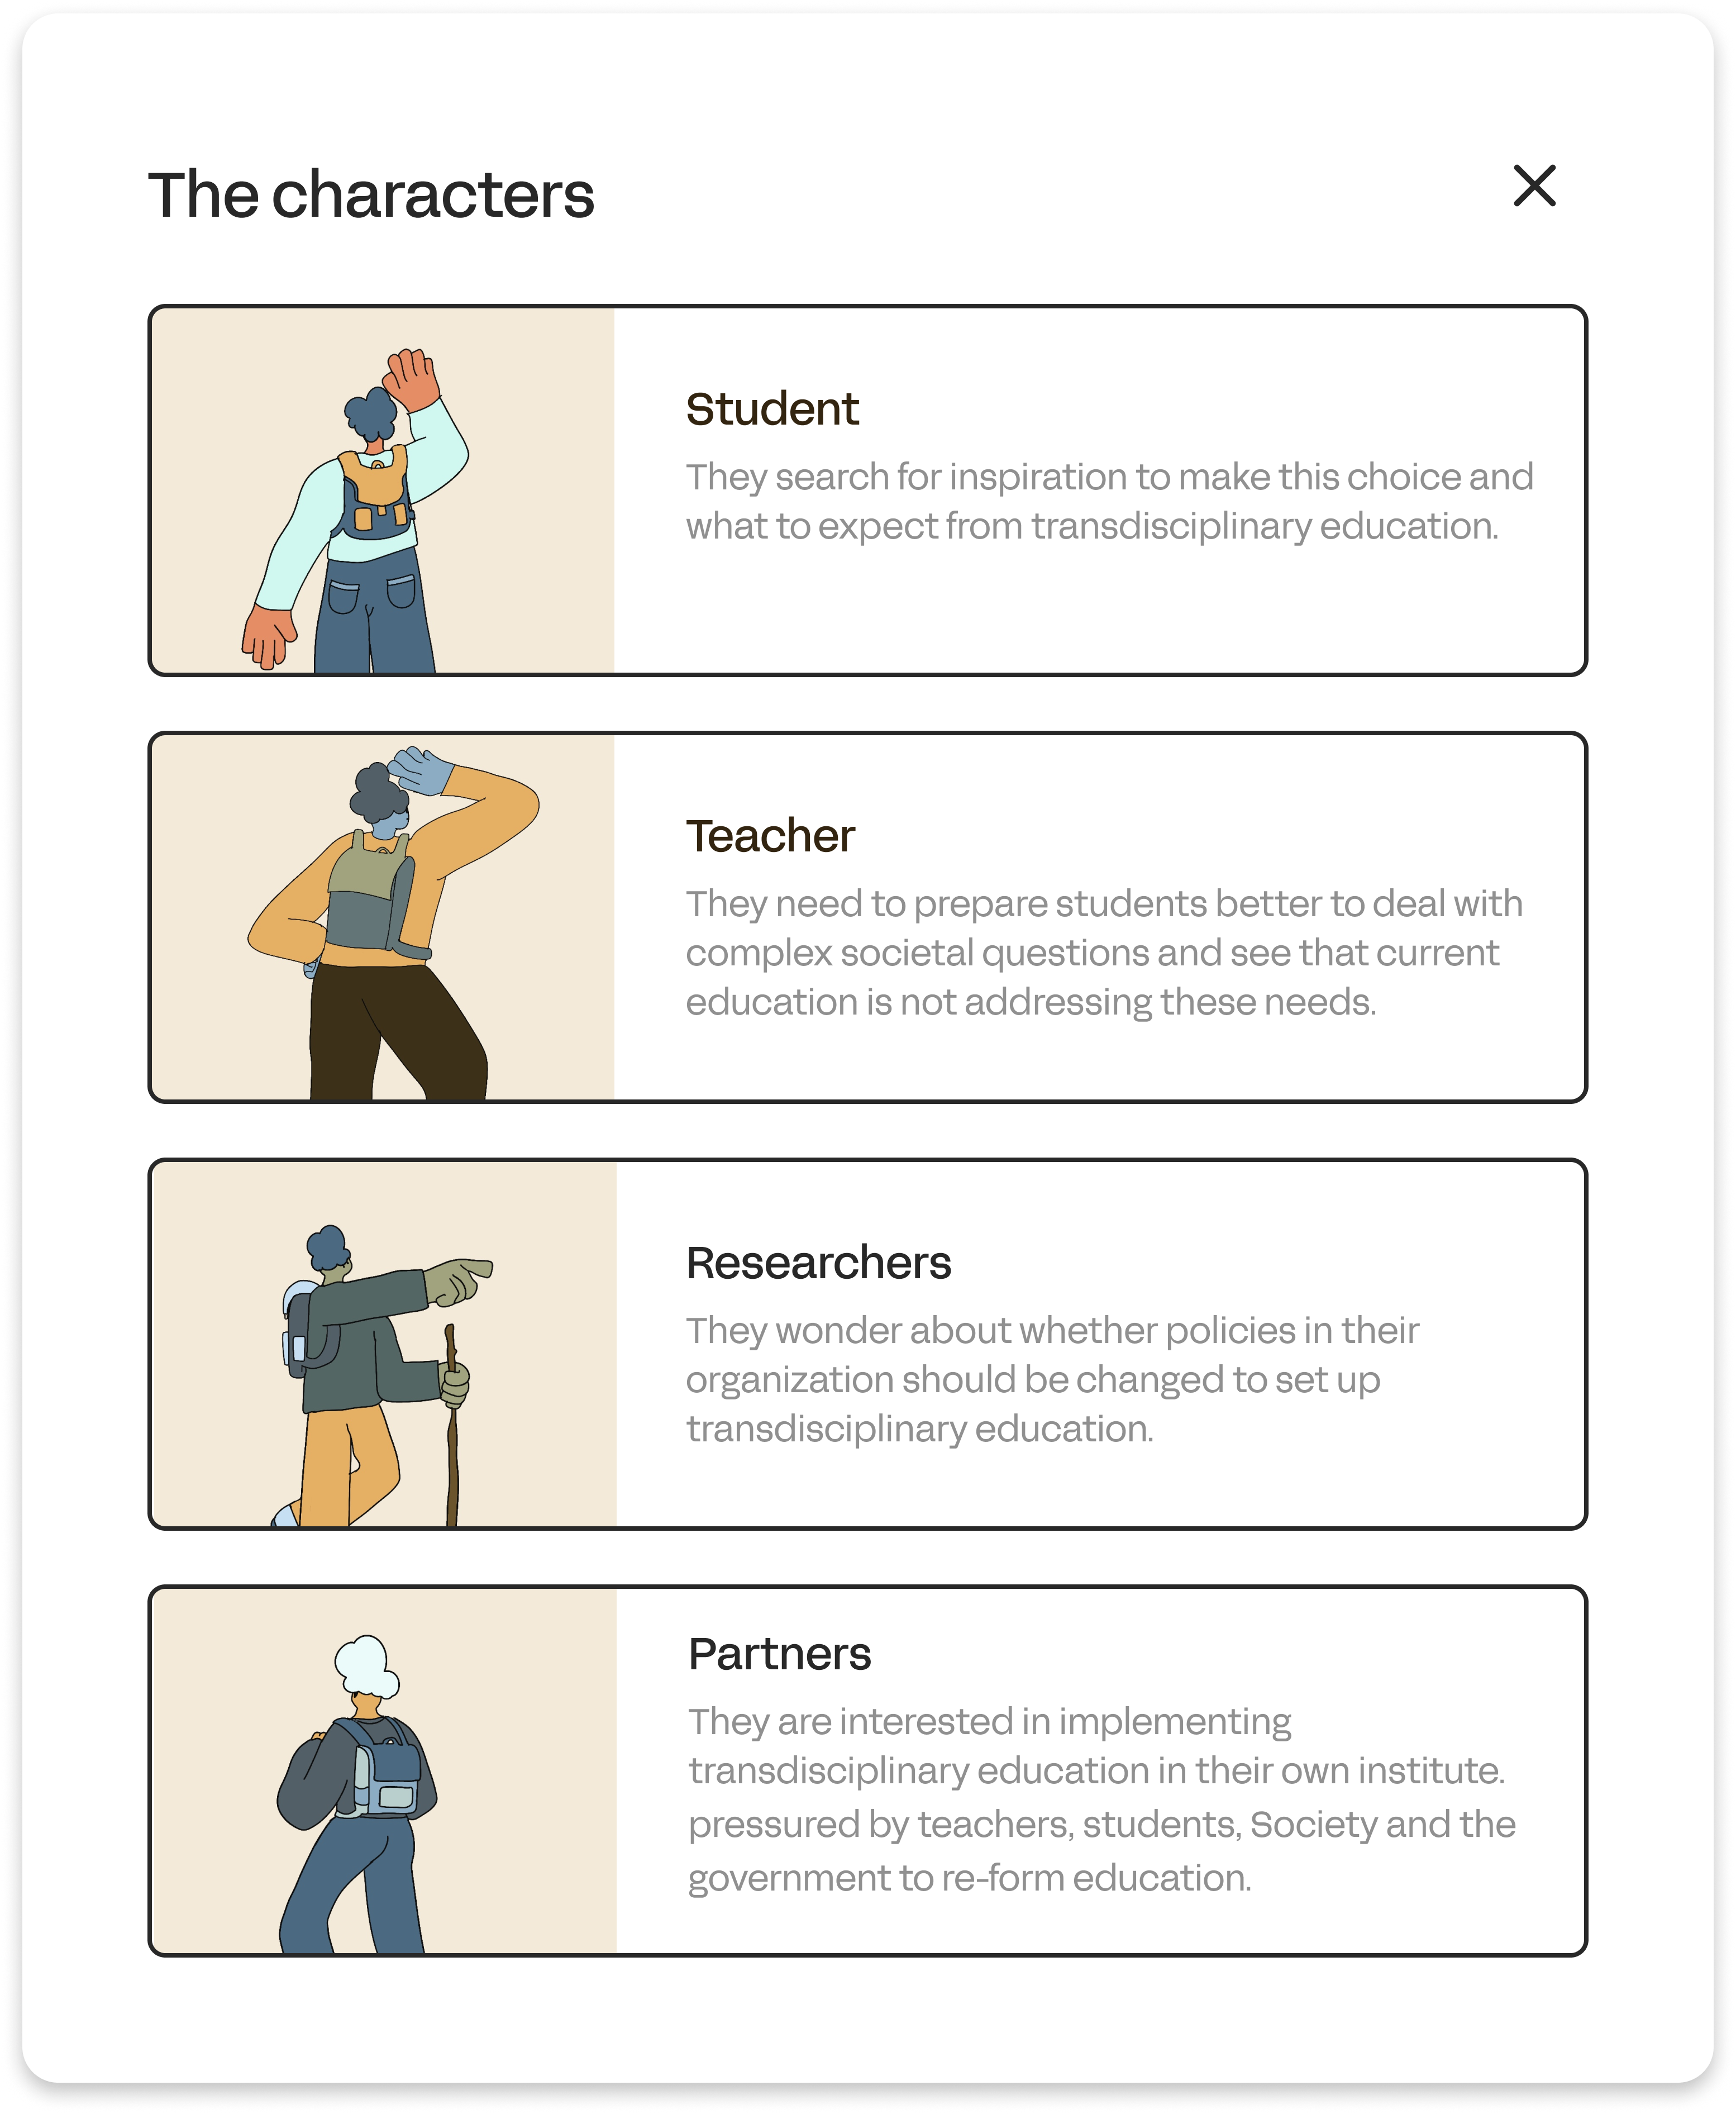 The characters
Student
They search for inspiration to make this choice and
what to expect from transdisciplinary education.
Teacher
They need to prepare students better to deal with
complex societal questions and see that current
education is not addressing these needs.
Researchers
They wonder about whether policies in their
organization should be changed to set up
transdisciplinary education.
Partners
They are interested in implementing
transdisciplinary education in their own institute.
pressured by teachers, students, Society and the
government to re-form education.